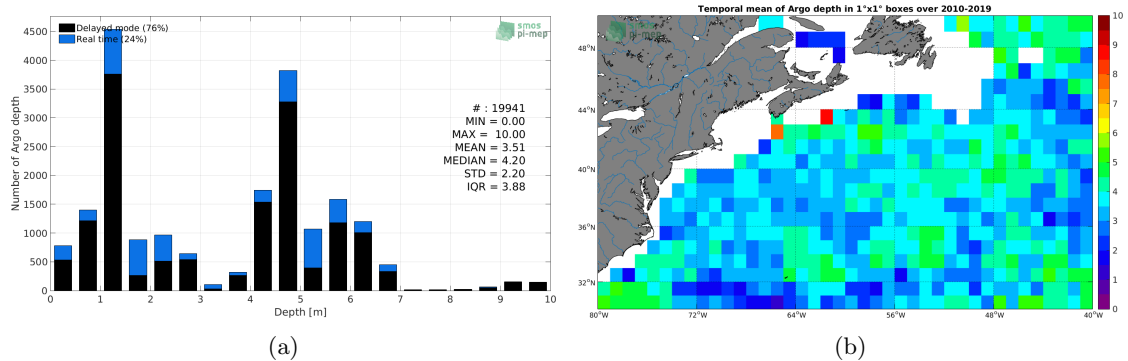 Delayed mode (76%)
Real time (24%)
smos
pi-mep
# : 19941
MIN = 0.00
MAX = 10.00
MEAN = 3.51
MEDIAN = 4.20
STD = 2.20
IQR = 3.88
Number of Argo depth
4500
4000
3500
3000
2500
2000
1500
1000
500
0
0 1 2 3 4 5 6 7 8 9 10
Depth [m]
(a)
Temporal mean of Argo depth in 1°x1° boxes over 2010-2019
smos
pi-mep
48°N
44°N
40°N
36°N
32°N
80°W 72°W 64°W 56°W 48°W 40°W
10
9
8
7
6
5
4
3
2
1
0
(b)